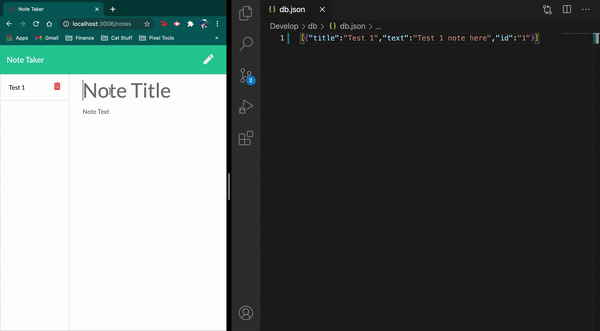 Note Taker
localhost:3006/notes
Apps Gmail Finance Cat Stuff Pixel Tools
Note Taker
Test 1
Note Title
Note Text
db.json
Develop > db > {} db.json > ...
1 [{"title":"Test 1","text":"Test 1 note here","id":"1"}]
2